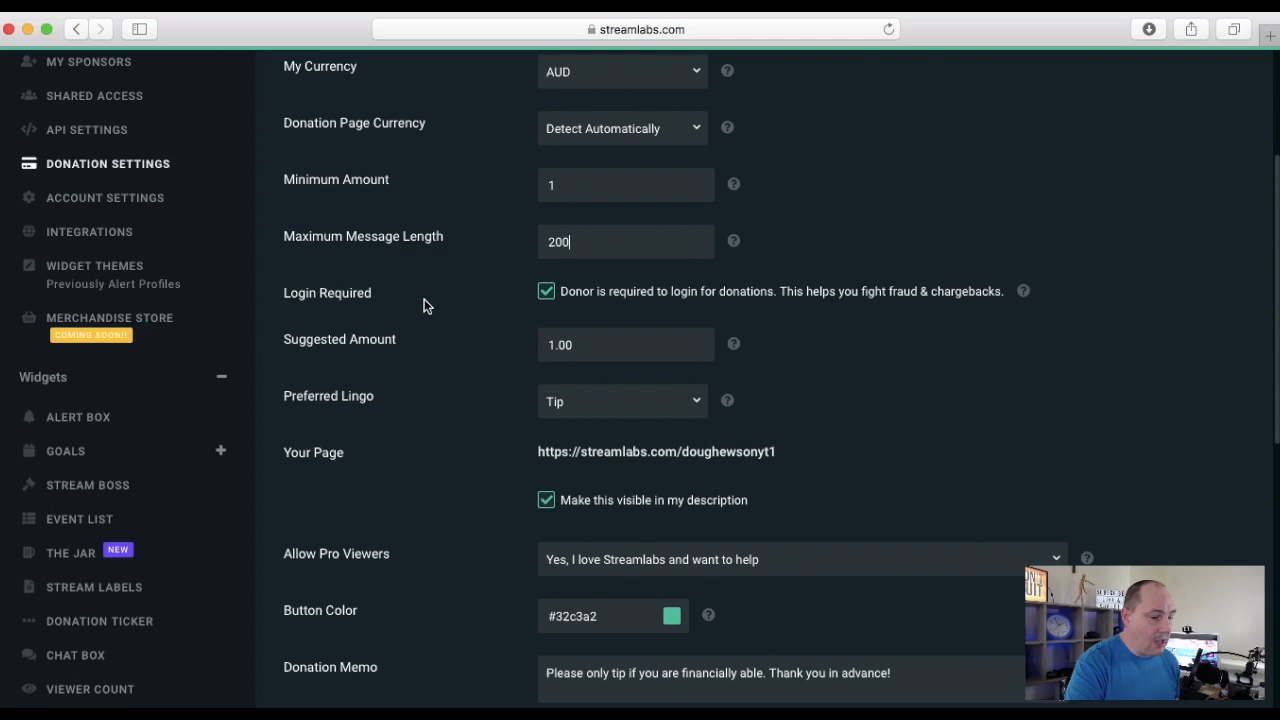 streamlabs.com
MY SPONSORS
SHARED ACCESS
API SETTINGS
DONATION SETTINGS
ACCOUNT SETTINGS
INTEGRATIONS
WIDGET THEMES
Previously Alert Profiles
MERCHANDISE STORE
COMING SOON!!
Widgets
ALERT BOX
GOALS
STREAM BOSS
EVENT LIST
THE JAR NEW
STREAM LABELS
DONATION TICKER
CHAT BOX
VIEWER COUNT
My Currency AUD
Donation Page Currency Detect Automatically
Minimum Amount 1
Maximum Message Length 200
Login Required Donor is required to login for donations. This helps you fight fraud & chargebacks.
Suggested Amount 1.00
Preferred Lingo Tip
Your Page https://streamlabs.com/doughewsonyt1
Make this visible in my description
Allow Pro Viewers Yes, I love Streamlabs and want to help
Button Color #32c3a2
Donation Memo Please only tip if you are financially able. Thank you in advance!